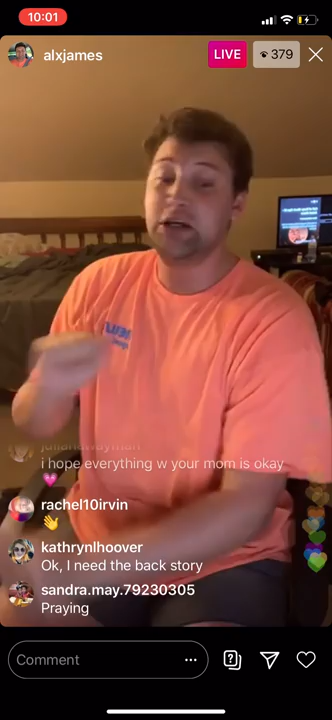 10:01
alxjames
LIVE
379
i hope everything w your mom is okay
💗
rachel10irvin
👋
kathrynlhoover
Ok, I need the back story
sandra.may.79230305
Praying
Comment